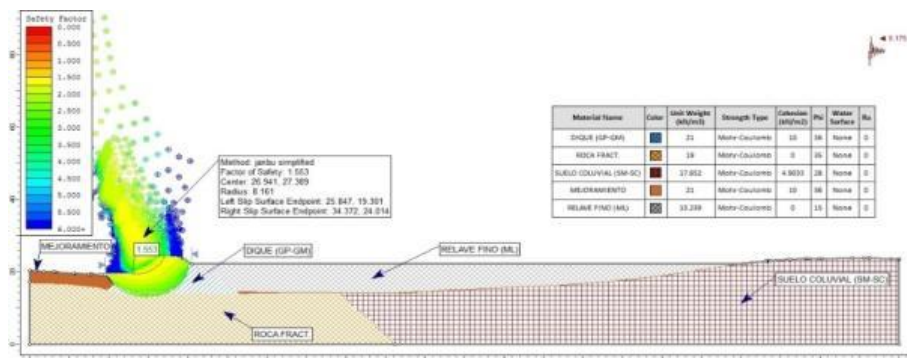 Safety Factor
0.000
0.500
1.000
1.500
2.000
2.500
3.000
3.500
4.000
4.500
5.000
5.500
6.000+
Method: janbu simplified
Factor of Safety: 1.553
Center: 26.941, 27.389
Radius: 8.161
Left Slip Surface Endpoint: 25.847, 19.301
Right Slip Surface Endpoint: 34.372, 24.014
Material Name Color Unit Weight (kN/m3) Strength Type Cohesion (kN/m2) Phi Water Surface Ru
DIQUE (GP-GM) 21 Mohr-Coulomb 10 36 None 0
ROCA FRACT. 19 Mohr-Coulomb 0 35 None 0
SUELO COLUVIAL (SM-SC) 17.652 Mohr-Coulomb 4.9033 28 None 0
MEJORAMIENTO 21 Mohr-Coulomb 10 36 None 0
RELAVE FINO (ML) Mohr-Coulomb 0 15 None 0
MEJORAMIENTO
1.553
DIQUE (GP-GM)
RELAVE FINO (ML)
SUELO COLUVIAL (SM-SC)
ROCA FRACT.